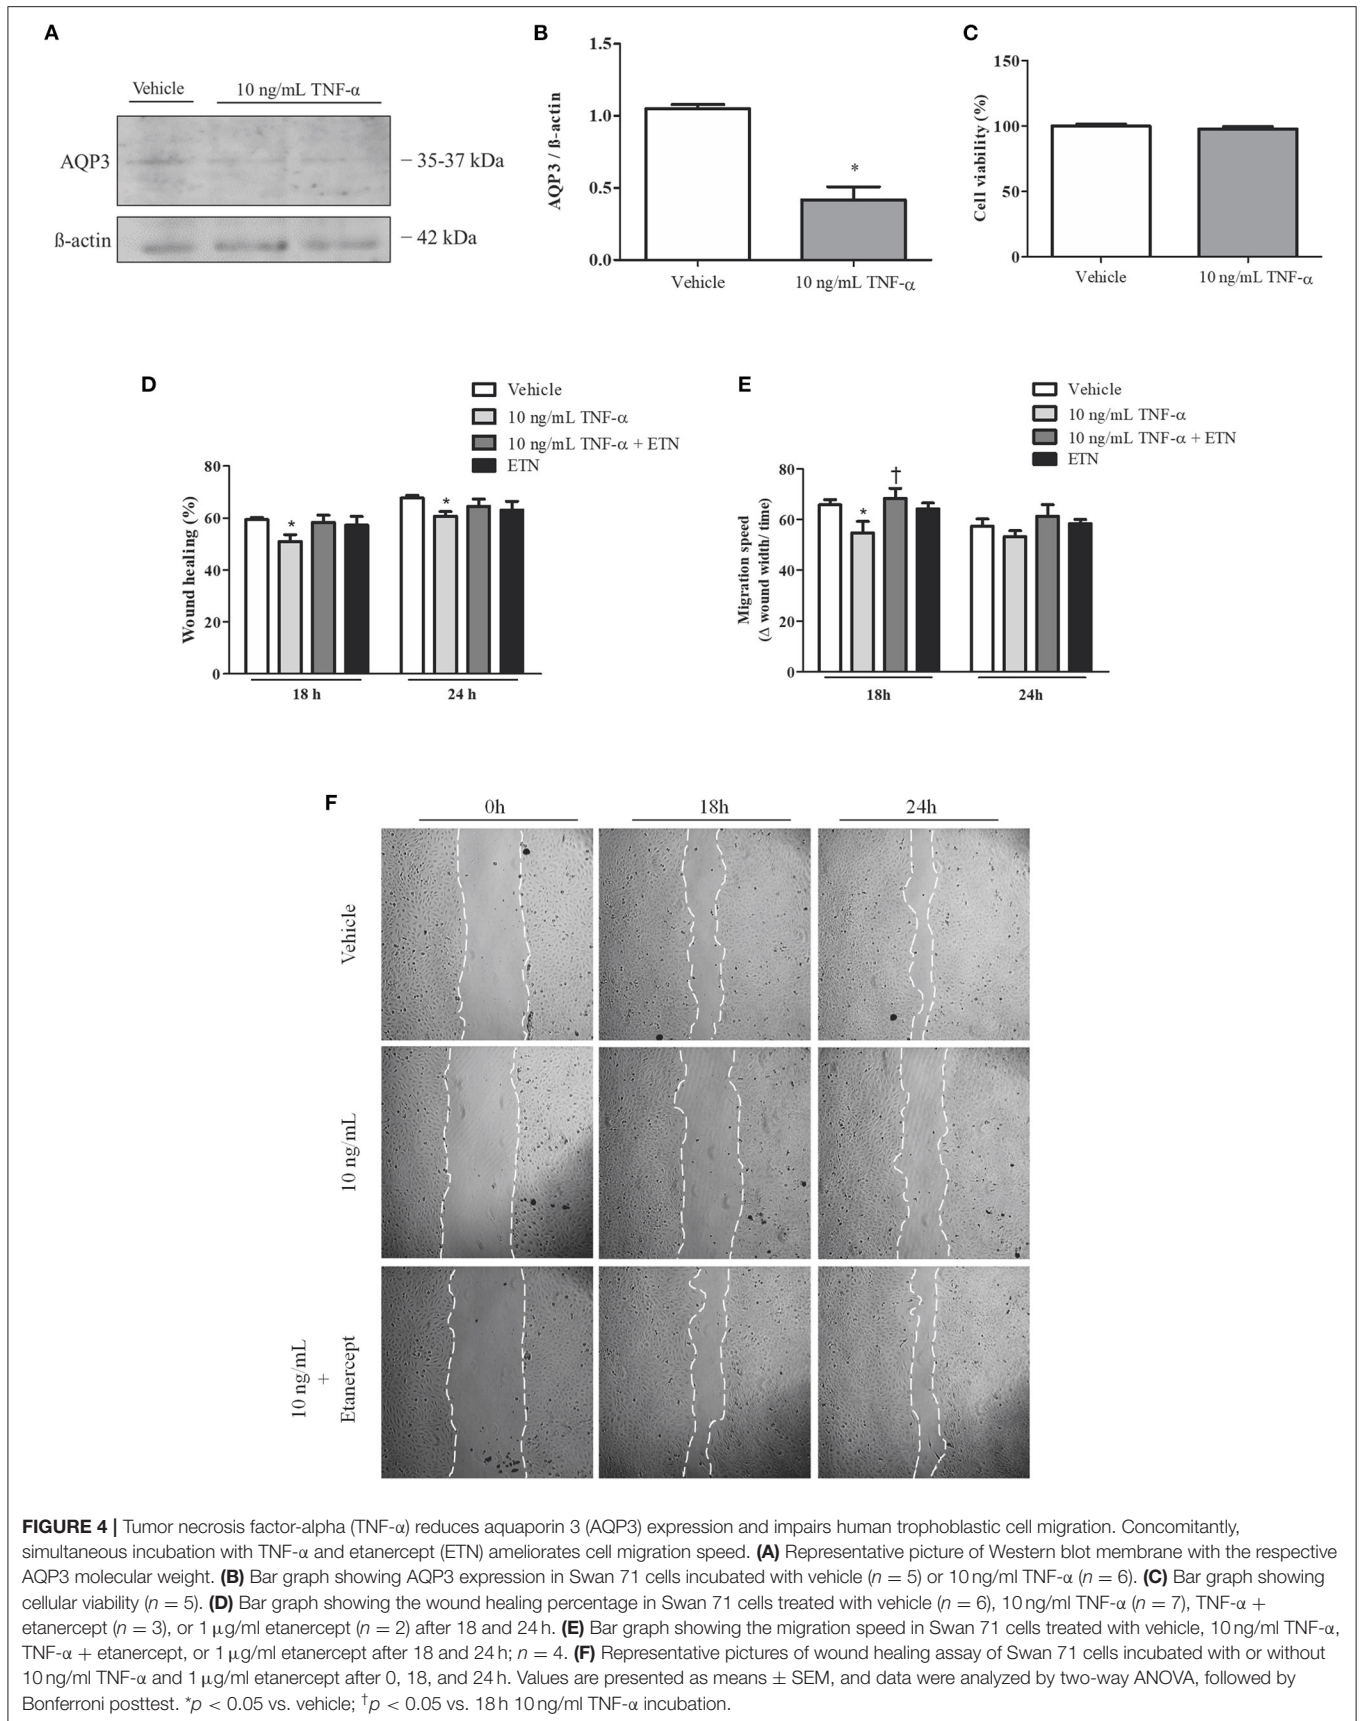 A
Vehicle
10 ng/mL TNF-α
AQP3
– 35-37 kDa
ß-actin
– 42 kDa
B
AQP3 / ß-actin
1.5
1.0
0.5
0.0
*
Vehicle
10 ng/mL TNF-α
C
Cell viability (%)
150
100
50
0
Vehicle
10 ng/mL TNF-α
D
Vehicle
10 ng/mL TNF-α
10 ng/mL TNF-α + ETN
ETN
Wound healing (%)
80
60
40
20
0
*
*
18 h
24 h
E
Vehicle
10 ng/mL TNF-α
10 ng/mL TNF-α + ETN
ETN
Migration speed
(Δ wound width/ time)
80
60
40
20
0
*
†
18h
24h
F
0h
18h
24h
Vehicle
10 ng/mL
10 ng/mL
+
Etanercept
FIGURE 4 | Tumor necrosis factor-alpha (TNF-α) reduces aquaporin 3 (AQP3) expression and impairs human trophoblastic cell migration. Concomitantly,
simultaneous incubation with TNF-α and etanercept (ETN) ameliorates cell migration speed. (A) Representative picture of Western blot membrane with the respective
AQP3 molecular weight. (B) Bar graph showing AQP3 expression in Swan 71 cells incubated with vehicle (n = 5) or 10 ng/ml TNF-α (n = 6). (C) Bar graph showing
cellular viability (n = 5). (D) Bar graph showing the wound healing percentage in Swan 71 cells treated with vehicle (n = 6), 10 ng/ml TNF-α (n = 7), TNF-α +
etanercept (n = 3), or 1 μg/ml etanercept (n = 2) after 18 and 24 h. (E) Bar graph showing the migration speed in Swan 71 cells treated with vehicle, 10 ng/ml TNF-α,
TNF-α + etanercept, or 1 μg/ml etanercept after 18 and 24 h; n = 4. (F) Representative pictures of wound healing assay of Swan 71 cells incubated with or without
10 ng/ml TNF-α and 1 μg/ml etanercept after 0, 18, and 24 h. Values are presented as means ± SEM, and data were analyzed by two-way ANOVA, followed by
Bonferroni posttest. *p < 0.05 vs. vehicle; †p < 0.05 vs. 18 h 10 ng/ml TNF-α incubation.